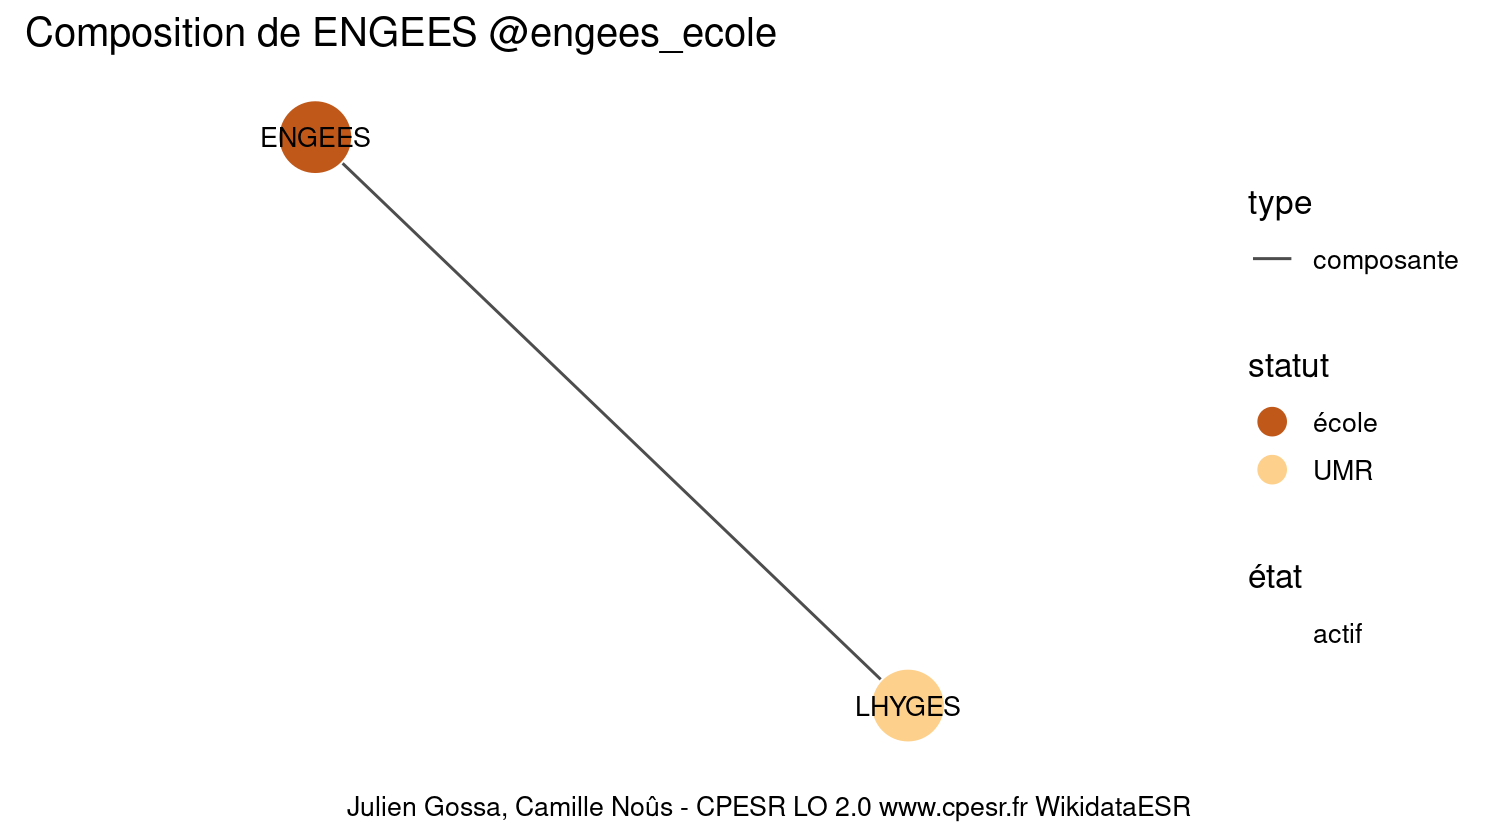 Composition de ENGEES @engees_ecole
ENGEES
LHYGES
type
composante
statut
école
UMR
état
actif
Julien Gossa, Camille Noûs - CPESR LO 2.0 www.cpesr.fr WikidataESR